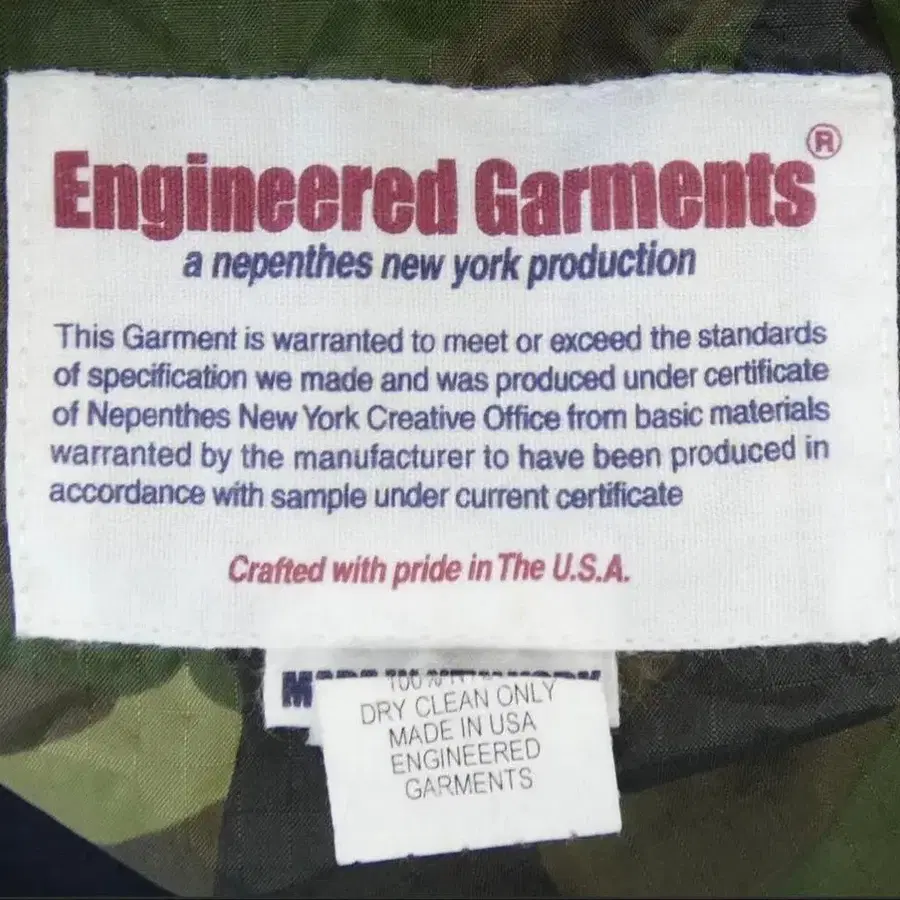 Engineered Garments®
a nepenthes new york production
This Garment is warranted to meet or exceed the standards
of specification we made and was produced under certificate
of Nepenthes New York Creative Office from basic materials
warranted by the manufacturer to have been produced in
accordance with sample under current certificate
Crafted with pride in The U.S.A.
DRY CLEAN ONLY
MADE IN USA
ENGINEERED
GARMENTS